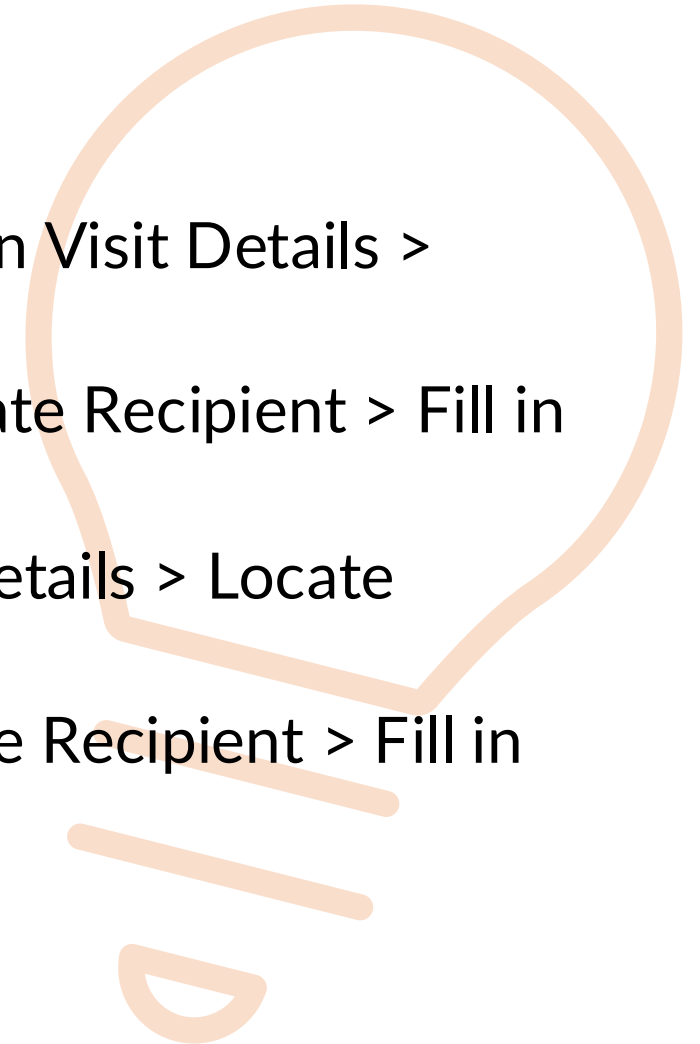 n Visit Details >
ate Recipient > Fill in
etails > Locate
e Recipient > Fill in